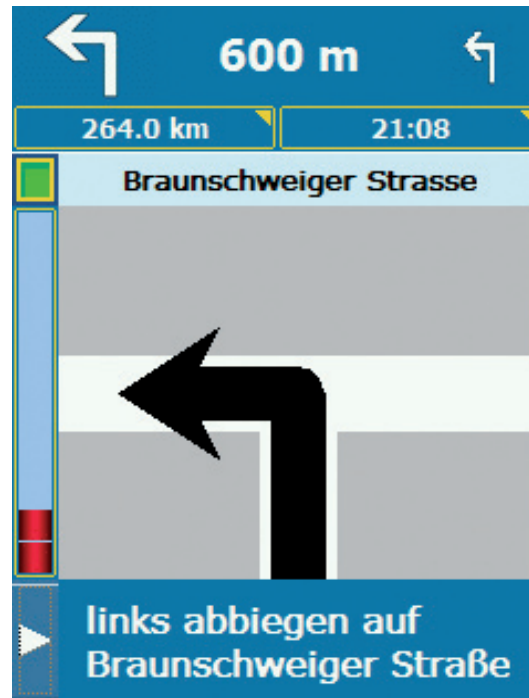 600 m
264.0 km
21:08
Braunschweiger Strasse
links abbiegen auf
Braunschweiger Straße